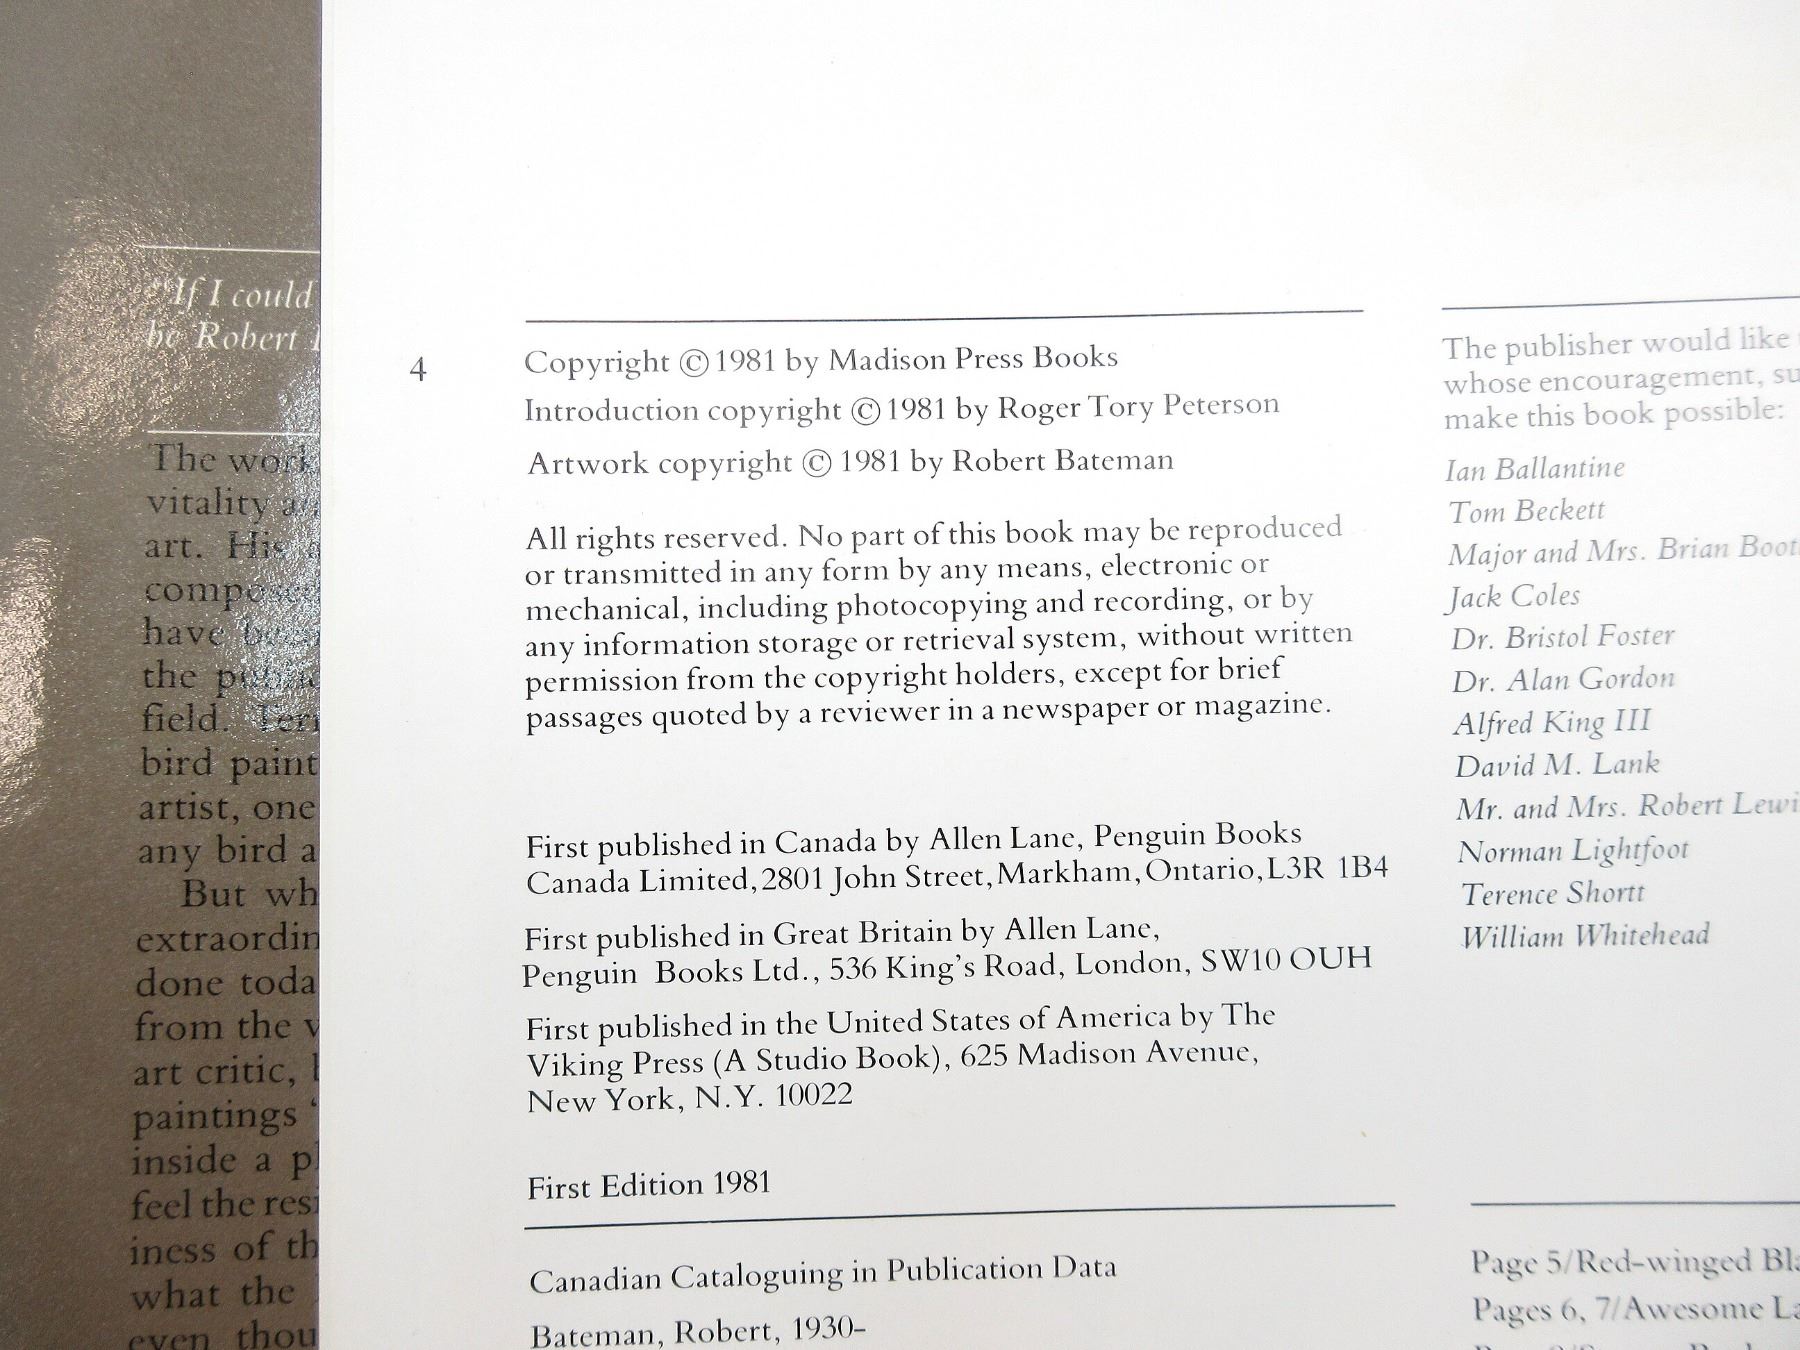 "If I could
be Robert
The work
vitality
art. His
compose
have
the public
field.
bird paint
artist, one
any bird a
But wh
extraordin
done toda
from the v
art critic,
paintings
inside a p
feel the res
iness of th
what the
even thou
4
Copyright © 1981 by Madison Press Books
Introduction copyright © 1981 by Roger Tory Peterson
Artwork copyright © 1981 by Robert Bateman
All rights reserved. No part of this book may be reproduced
or transmitted in any form by any means, electronic or
mechanical, including photocopying and recording, or by
any information storage or retrieval system, without written
permission from the copyright holders, except for brief
passages quoted by a reviewer in a newspaper or magazine.
First published in Canada by Allen Lane, Penguin Books
Canada Limited, 2801 John Street, Markham, Ontario, L3R 1B4
First published in Great Britain by Allen Lane,
Penguin Books Ltd., 536 King's Road, London, SW10 OUH
First published in the United States of America by The
Viking Press (A Studio Book), 625 Madison Avenue,
New York, N.Y. 10022
First Edition 1981
Canadian Cataloguing in Publication Data
Bateman, Robert, 1930-
The publisher would like
whose encouragement, su
make this book possible:
Ian Ballantine
Tom Beckett
Major and Mrs. Brian Boot
Jack Coles
Dr. Bristol Foster
Dr. Alan Gordon
Alfred King III
David M. Lank
Mr. and Mrs. Robert Lewi
Norman Lightfoot
Terence Shortt
William Whitehead
Page 5/Red-winged Bla
Pages 6, 7/Awesome La